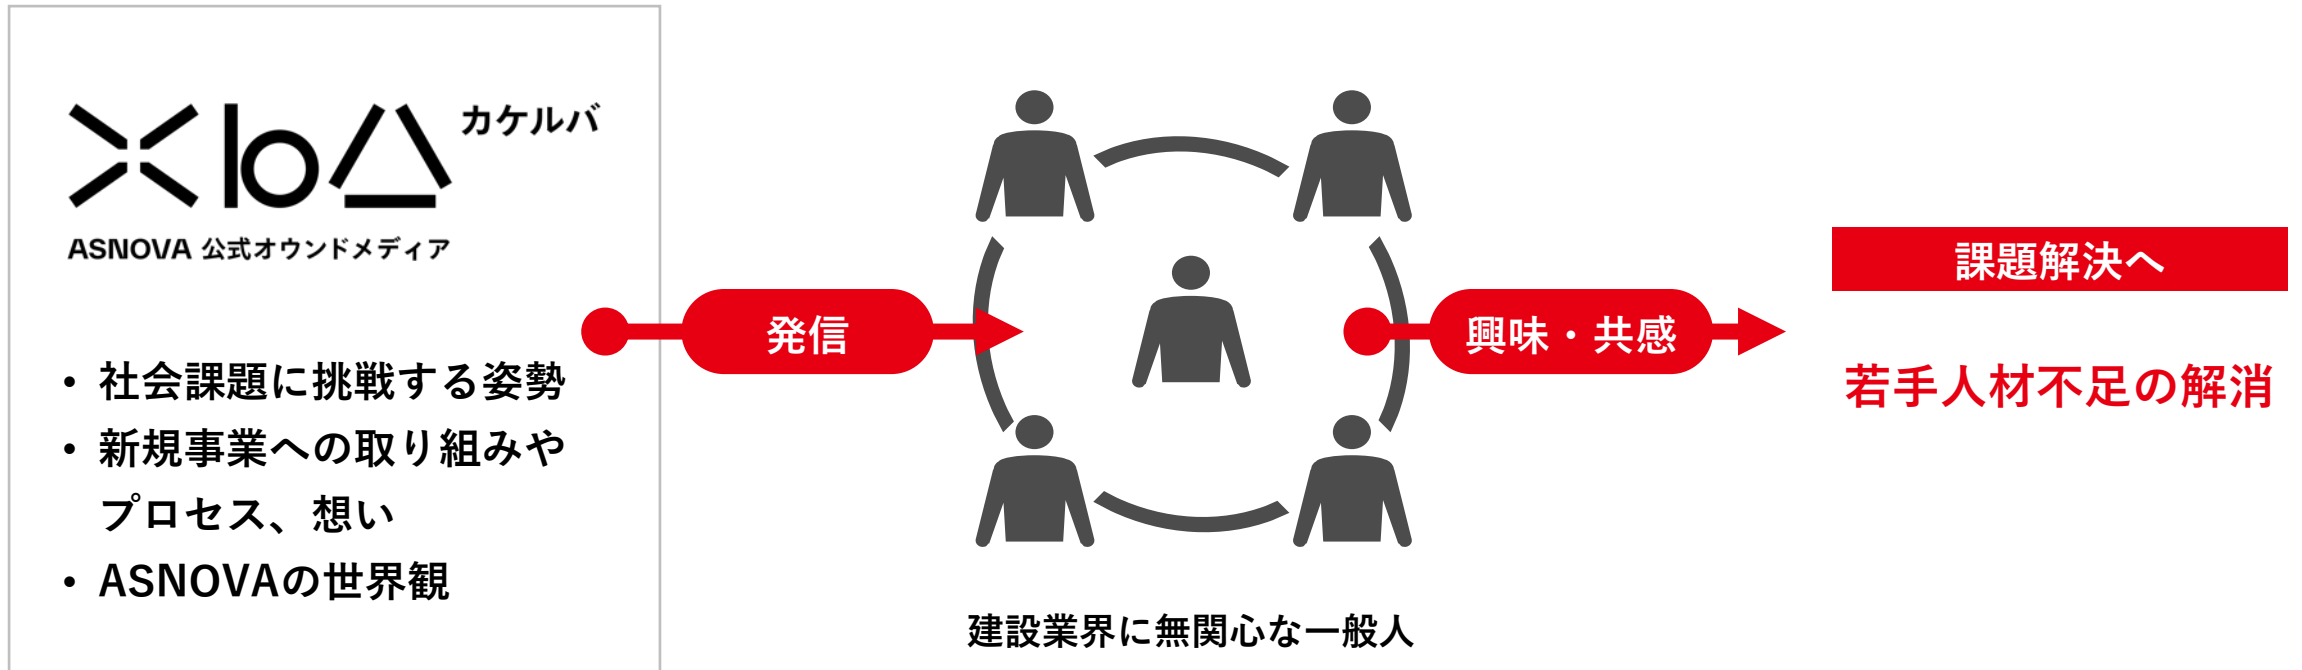 カケルバ
ASNOVA 公式オウンドメディア
・社会課題に挑戦する姿勢
・新規事業への取り組みや
プロセス、想い
・ASNOVAの世界観
発信
建設業界に無関心な一般人
興味・共感
課題解決へ
若手人材不足の解消